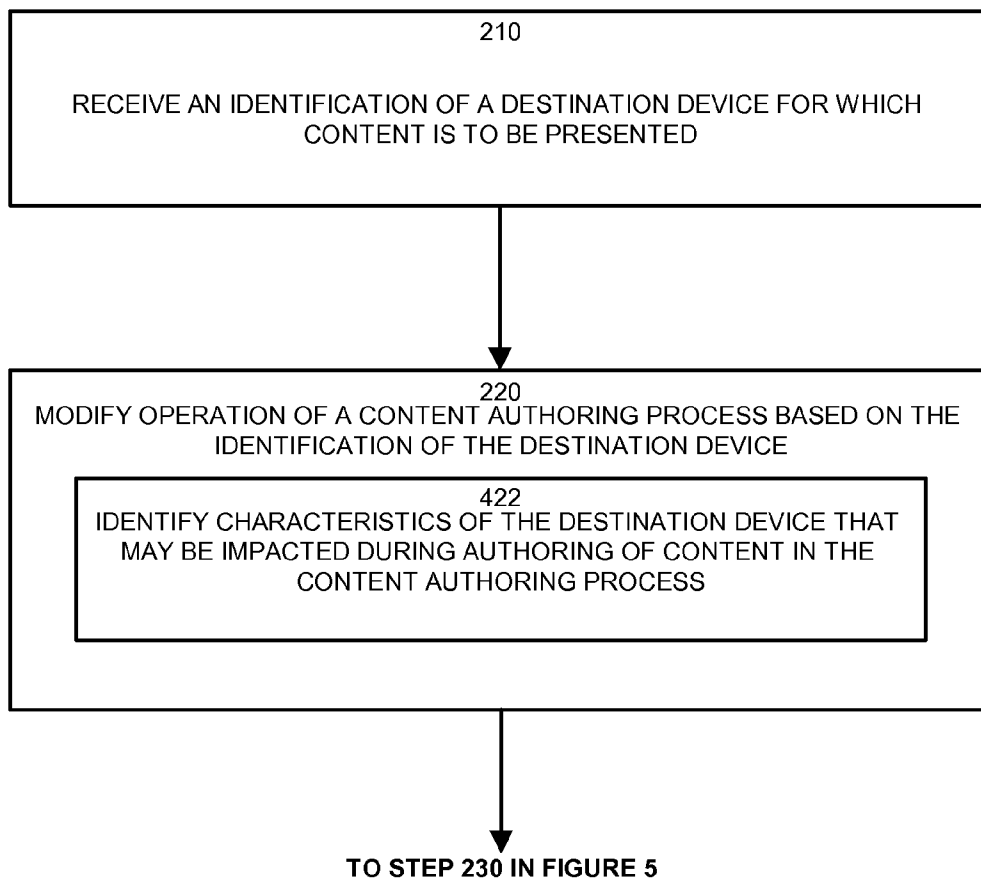 210
RECEIVE AN IDENTIFICATION OF A DESTINATION DEVICE FOR WHICH
CONTENT IS TO BE PRESENTED
220
MODIFY OPERATION OF A CONTENT AUTHORING PROCESS BASED ON THE
IDENTIFICATION OF THE DESTINATION DEVICE
422
IDENTIFY CHARACTERISTICS OF THE DESTINATION DEVICE THAT
MAY BE IMPACTED DURING AUTHORING OF CONTENT IN THE
CONTENT AUTHORING PROCESS
TO STEP 230 IN FIGURE 5